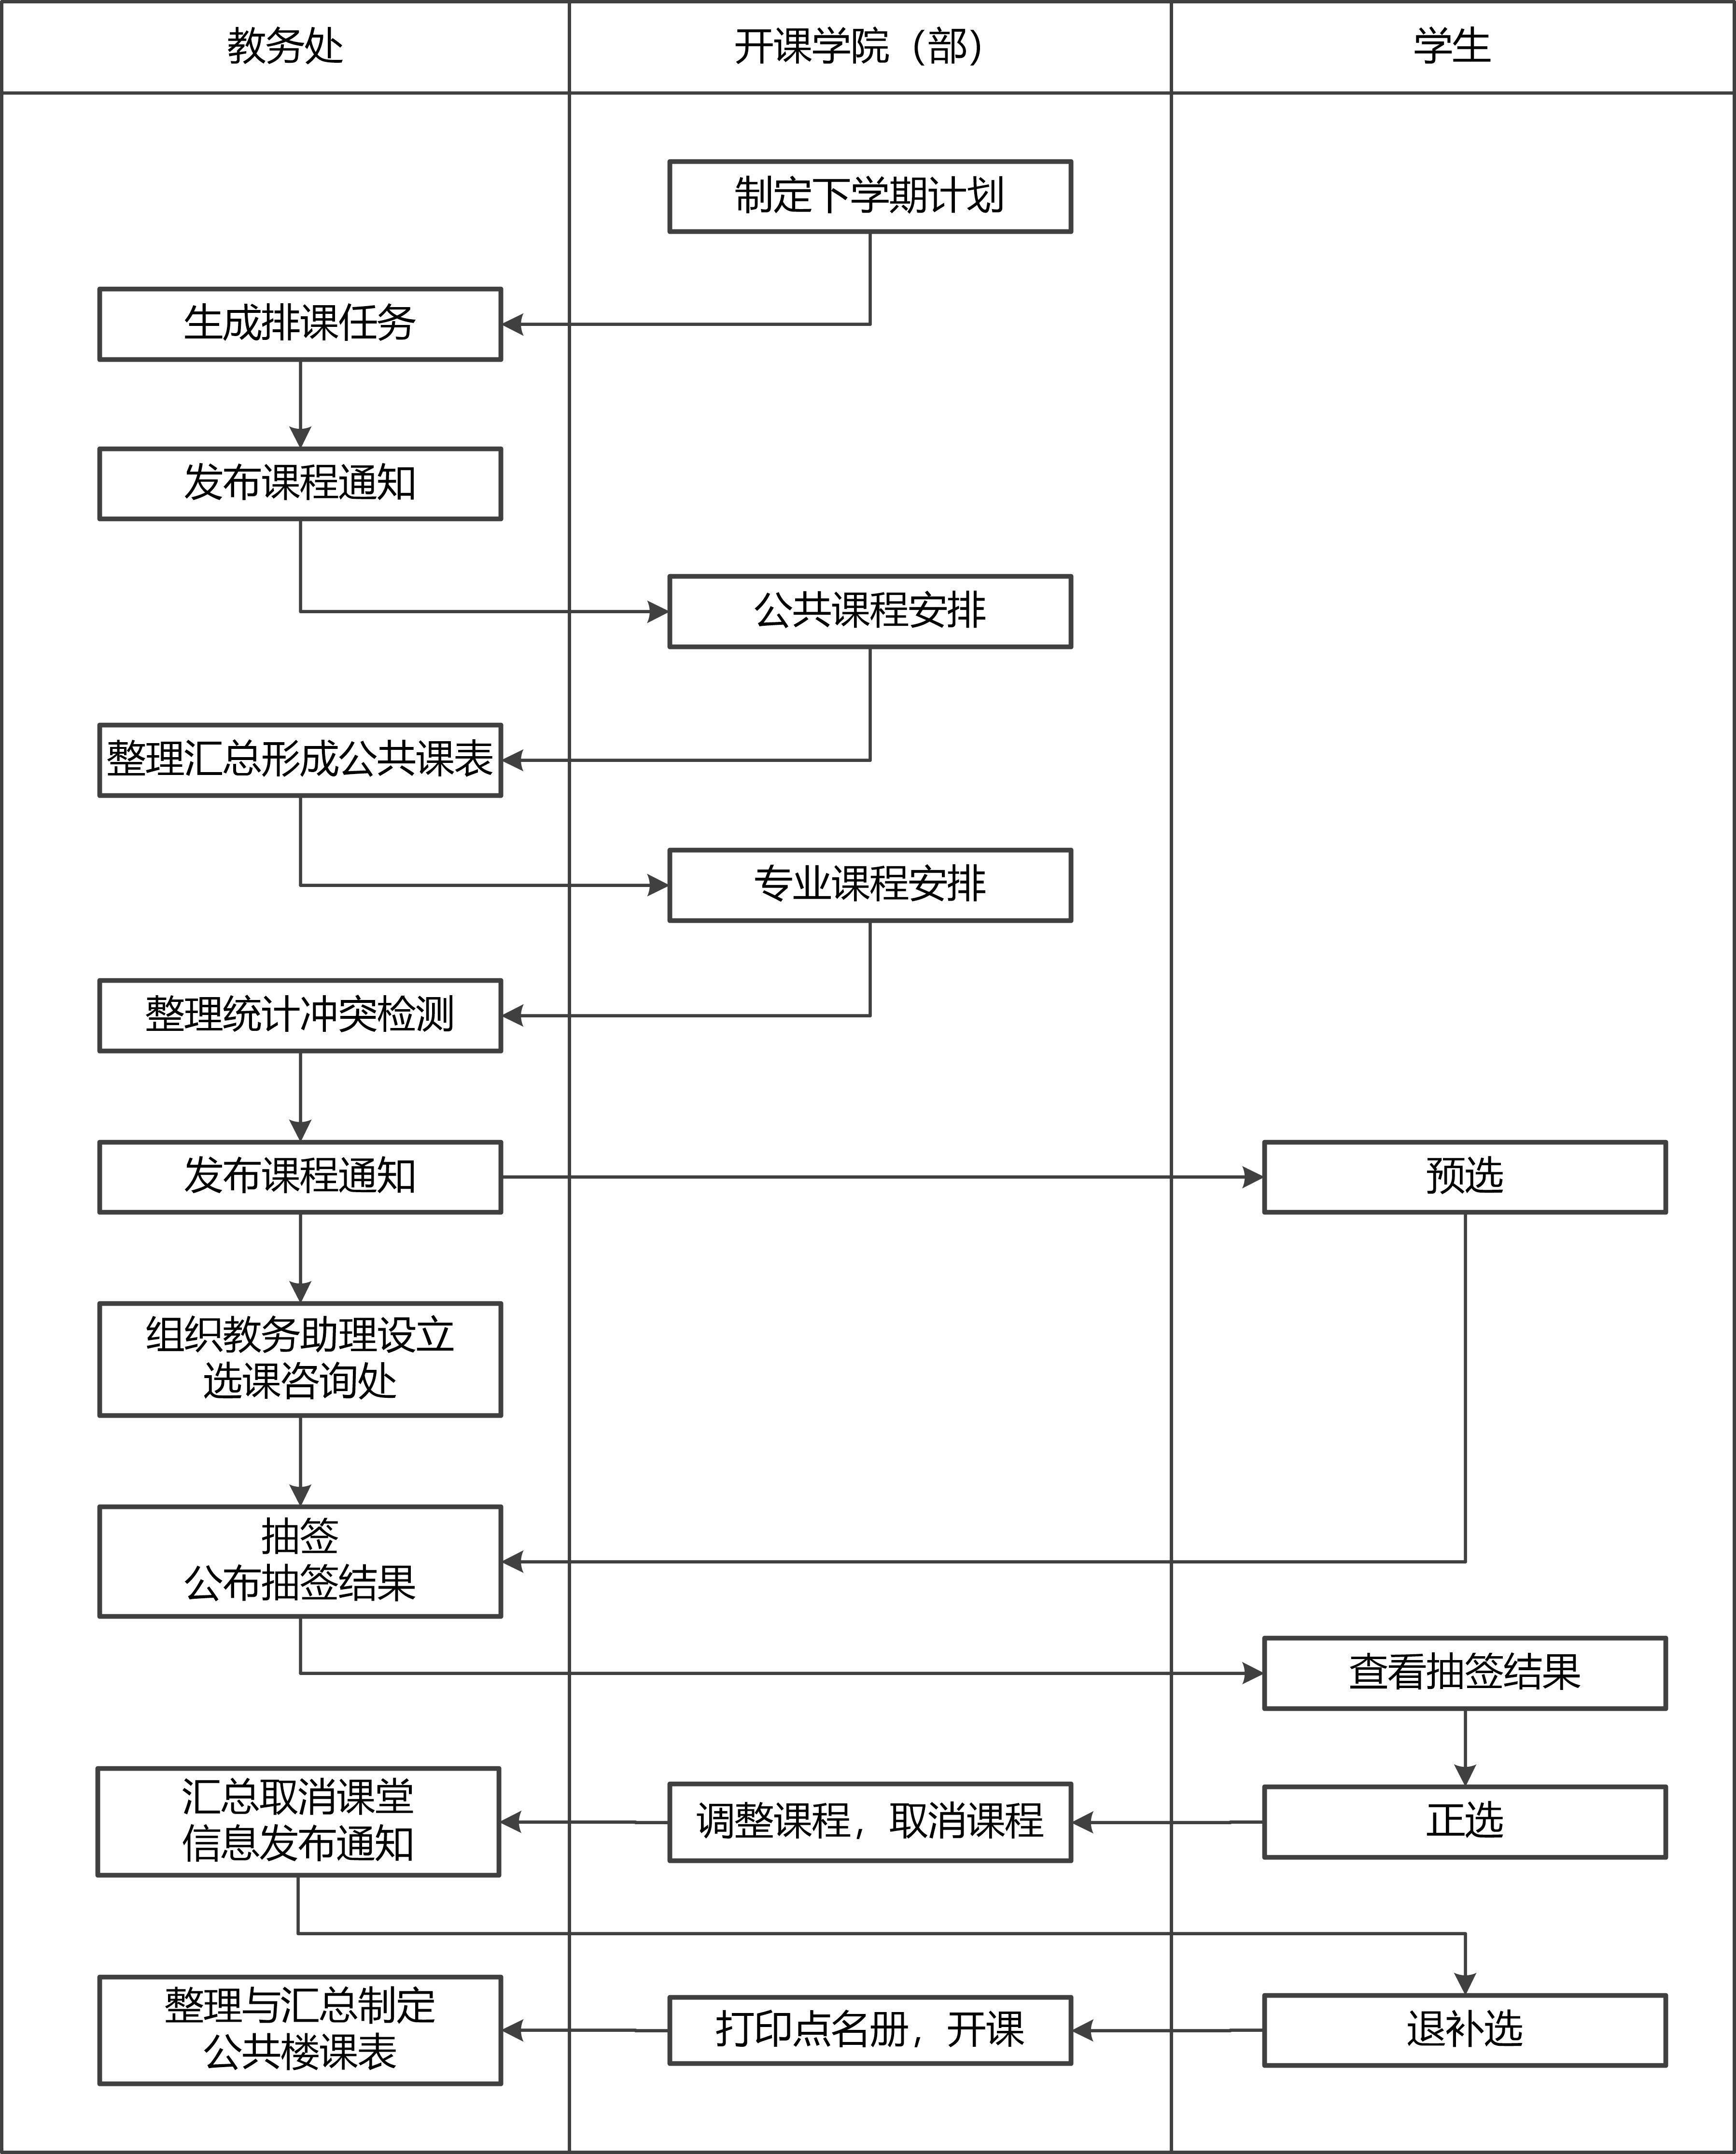 教务处
开课学院（部）
学生
制定下学期计划
生成排课任务
发布课程通知
公共课程安排
整理汇总形成公共课表
专业课程安排
整理统计冲突检测
发布课程通知
预选
组织教务助理设立
选课咨询处
抽签
公布抽签结果
查看抽签结果
汇总取消课堂
信息发布通知
调整课程，取消课程
正选
整理与汇总制定
公共楼课表
打印点名册，开课
退补选